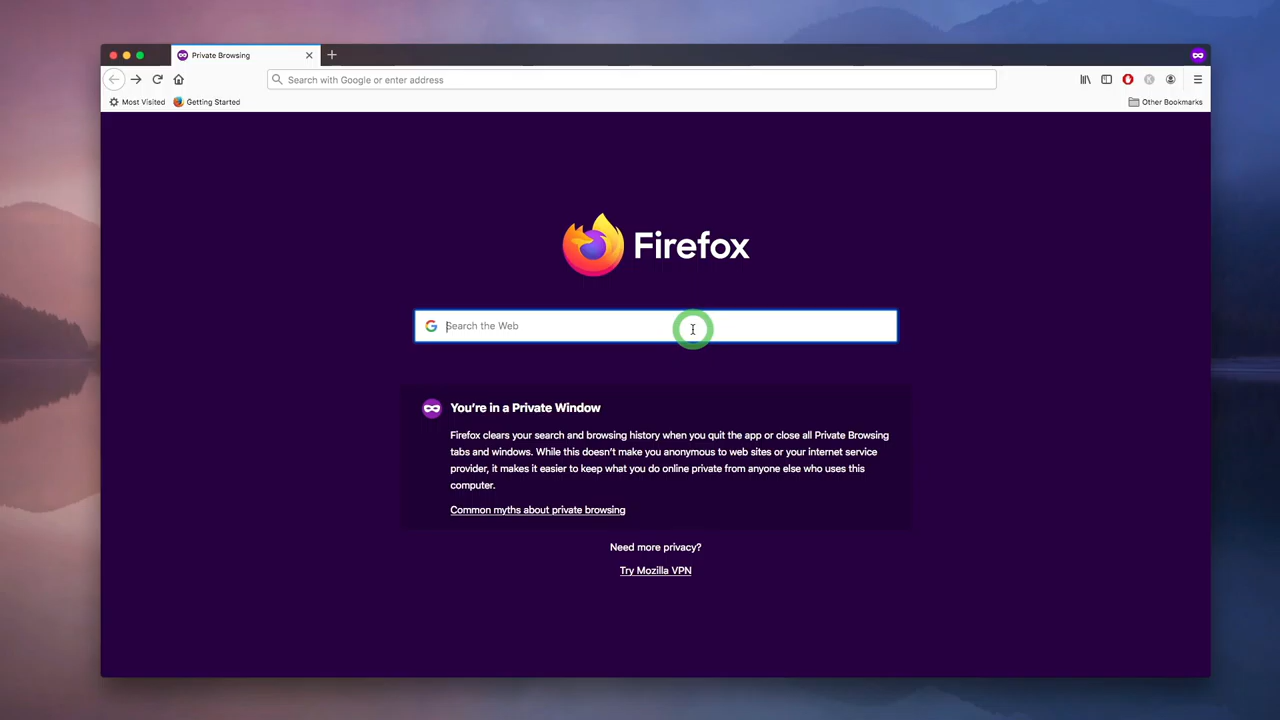 Private Browsing
Search with Google or enter address
Most Visited
Getting Started
Other Bookmarks
Firefox
Search the Web
You're in a Private Window
Firefox clears your search and browsing history when you quit the app or close all Private Browsing
tabs and windows. While this doesn't make you anonymous to web sites or your internet service
provider, it makes it easier to keep what you do online private from anyone else who uses this
computer.
Common myths about private browsing
Need more privacy?
Try Mozilla VPN